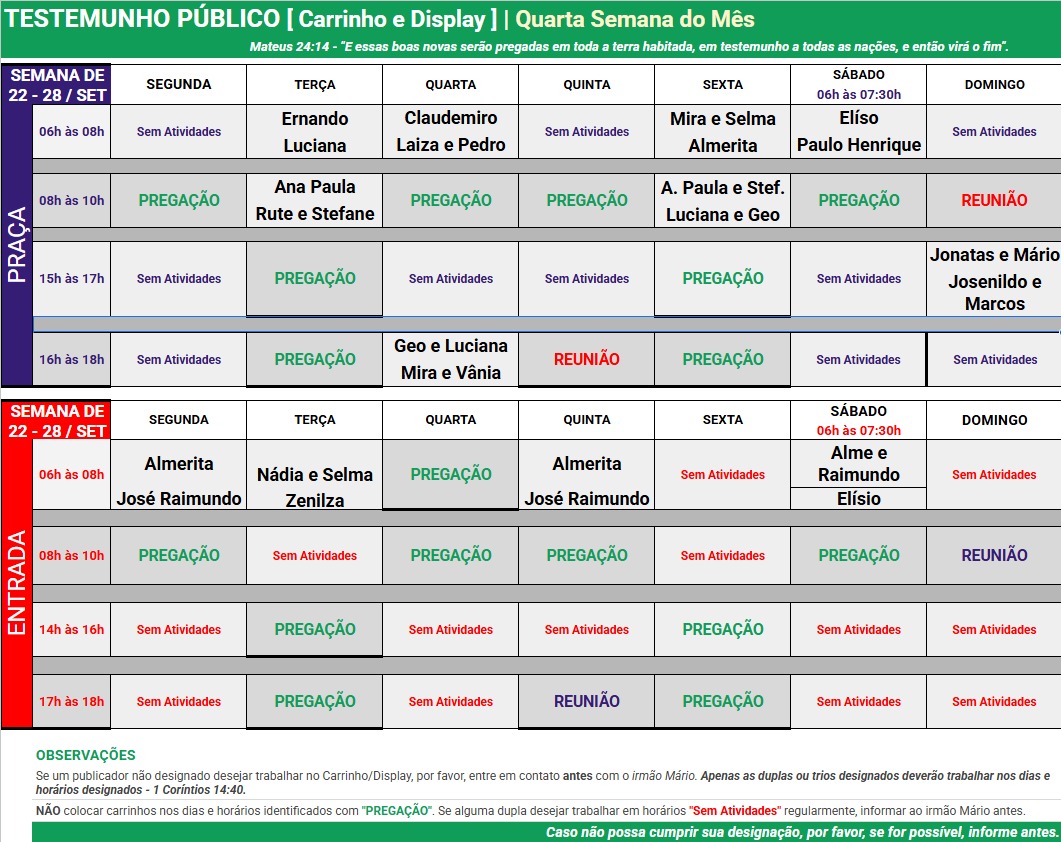 TESTEMUNHO PÚBLICO [ Carrinho e Display ] | Quarta Semana do Mês
Mateus 24:14 - "E essas boas novas serão pregadas em toda a terra habitada, em testemunho a todas as nações, e então virá o fim".
SEMANA DE
22 - 28 / SET
SEGUNDA
TERÇA
QUARTA
QUINTA
SEXTA
SÁBADO
06h às 07:30h
DOMINGO
PRAÇA
06h às 08h
Sem Atividades
Ernando
Luciana
Claudemiro
Laiza e Pedro
Sem Atividades
Mira e Selma
Almerita
Elíso
Paulo Henrique
Sem Atividades
08h às 10h
PREGAÇÃO
Ana Paula
Rute e Stefane
PREGAÇÃO
PREGAÇÃO
A. Paula e Stef.
Luciana e Geo
PREGAÇÃO
REUNIÃO
15h às 17h
Sem Atividades
PREGAÇÃO
Sem Atividades
Sem Atividades
PREGAÇÃO
Sem Atividades
Jonatas e Mário
Josenildo e
Marcos
16h às 18h
Sem Atividades
PREGAÇÃO
Geo e Luciana
Mira e Vânia
REUNIÃO
PREGAÇÃO
Sem Atividades
Sem Atividades
SEMANA DE
22 - 28 / SET
SEGUNDA
TERÇA
QUARTA
QUINTA
SEXTA
SÁBADO
06h às 07:30h
DOMINGO
ENTRADA
06h às 08h
Almerita
José Raimundo
Nádia e Selma
Zenilza
PREGAÇÃO
Almerita
José Raimundo
Sem Atividades
Alme e
Raimundo
Elísio
Sem Atividades
08h às 10h
PREGAÇÃO
Sem Atividades
PREGAÇÃO
PREGAÇÃO
Sem Atividades
PREGAÇÃO
REUNIÃO
14h às 16h
Sem Atividades
PREGAÇÃO
Sem Atividades
Sem Atividades
PREGAÇÃO
Sem Atividades
Sem Atividades
17h às 18h
Sem Atividades
PREGAÇÃO
Sem Atividades
REUNIÃO
PREGAÇÃO
Sem Atividades
Sem Atividades
OBSERVAÇÕES
Se um publicador não designado desejar trabalhar no Carrinho/Display, por favor, entre em contato antes com o irmão Mário. Apenas as duplas ou trios designados deverão trabalhar nos dias e
horários designados - 1 Coríntios 14:40.
NÃO colocar carrinhos nos dias e horários identificados com "PREGAÇÃO". Se alguma dupla desejar trabalhar em horários "Sem Atividades" regularmente, informar ao irmão Mário antes.
Caso não possa cumprir sua designação, por favor, se for possível, informe antes.